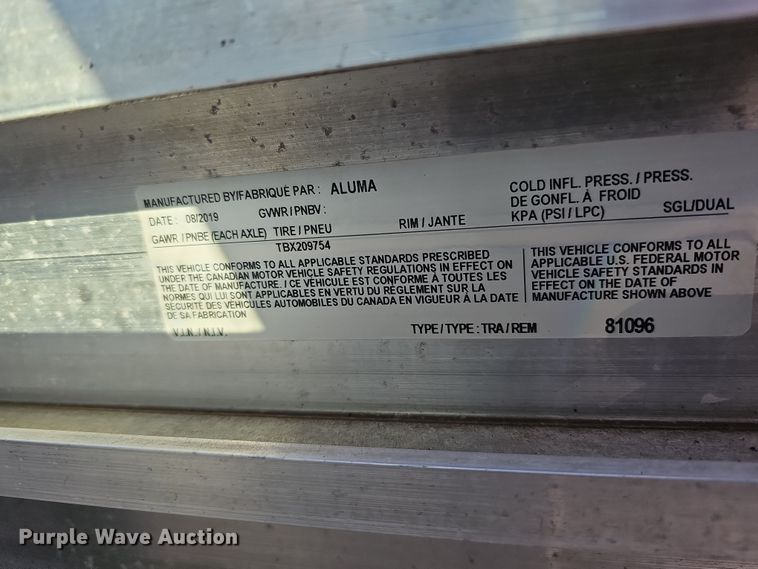 MANUFACTURED BY/FABRIQUÉ PAR: ALUMA
DATE: 08/2019 GVWR / PNBV:
GAWR / PNBE (EACH AXLE) TIRE / PNEU RIM / JANTE
COLD INFL. PRESS. / PRESS.
DE GONFL. À FROID
KPA (PSI / LPC) SGL/DUAL
TBX209754
THIS VEHICLE CONFORMS TO ALL APPLICABLE STANDARDS PRESCRIBED
UNDER THE CANADIAN MOTOR VEHICLE SAFETY REGULATIONS IN EFFECT ON
THE DATE OF MANUFACTURE. / CE VÉHICULE EST CONFORME À TOUTES LES
NORMES QUI LUI SONT APPLICABLES EN VERTU DU RÈGLEMENT SUR LA
SÉCURITÉ DES VÉHICULES AUTOMOBILES DU CANADA EN VIGUEUR À LA DATE
DE SA FABRICATION
THIS VEHICLE CONFORMS TO ALL
APPLICABLE U.S. FEDERAL MOTOR
VEHICLE SAFETY STANDARDS IN
EFFECT ON THE DATE OF
MANUFACTURE SHOWN ABOVE
V.I.N. / N.I.V. TYPE / TYPE : TRA / REM 81096
Purple Wave Auction